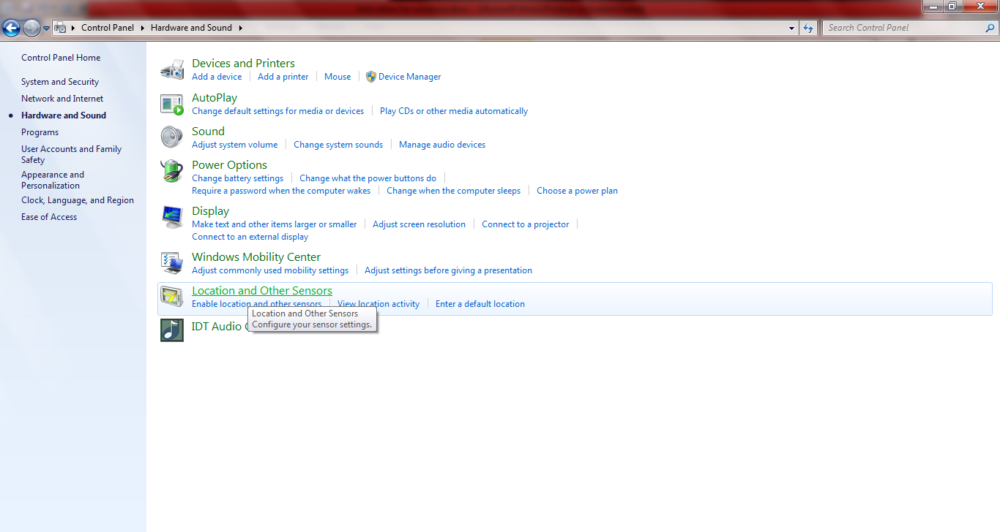 Control Panel Hardware and Sound
Search Control Panel
Control Panel Home
System and Security
Network and Internet
Hardware and Sound
Programs
User Accounts and Family
Safety
Appearance and
Personalization
Clock, Language, and Region
Ease of Access
Devices and Printers
Add a device Add a printer Mouse Device Manager
AutoPlay
Change default settings for media or devices Play CDs or other media automatically
Sound
Adjust system volume Change system sounds Manage audio devices
Power Options
Change battery settings Change what the power buttons do
Require a password when the computer wakes Change when the computer sleeps Choose a power plan
Display
Make text and other items larger or smaller Adjust screen resolution Connect to a projector
Connect to an external display
Windows Mobility Center
Adjust commonly used mobility settings Adjust settings before giving a presentation
Location and Other Sensors
Enable location and other sensors View location activity Enter a default location
Location and Other Sensors
Configure your sensor settings.
IDT Audio